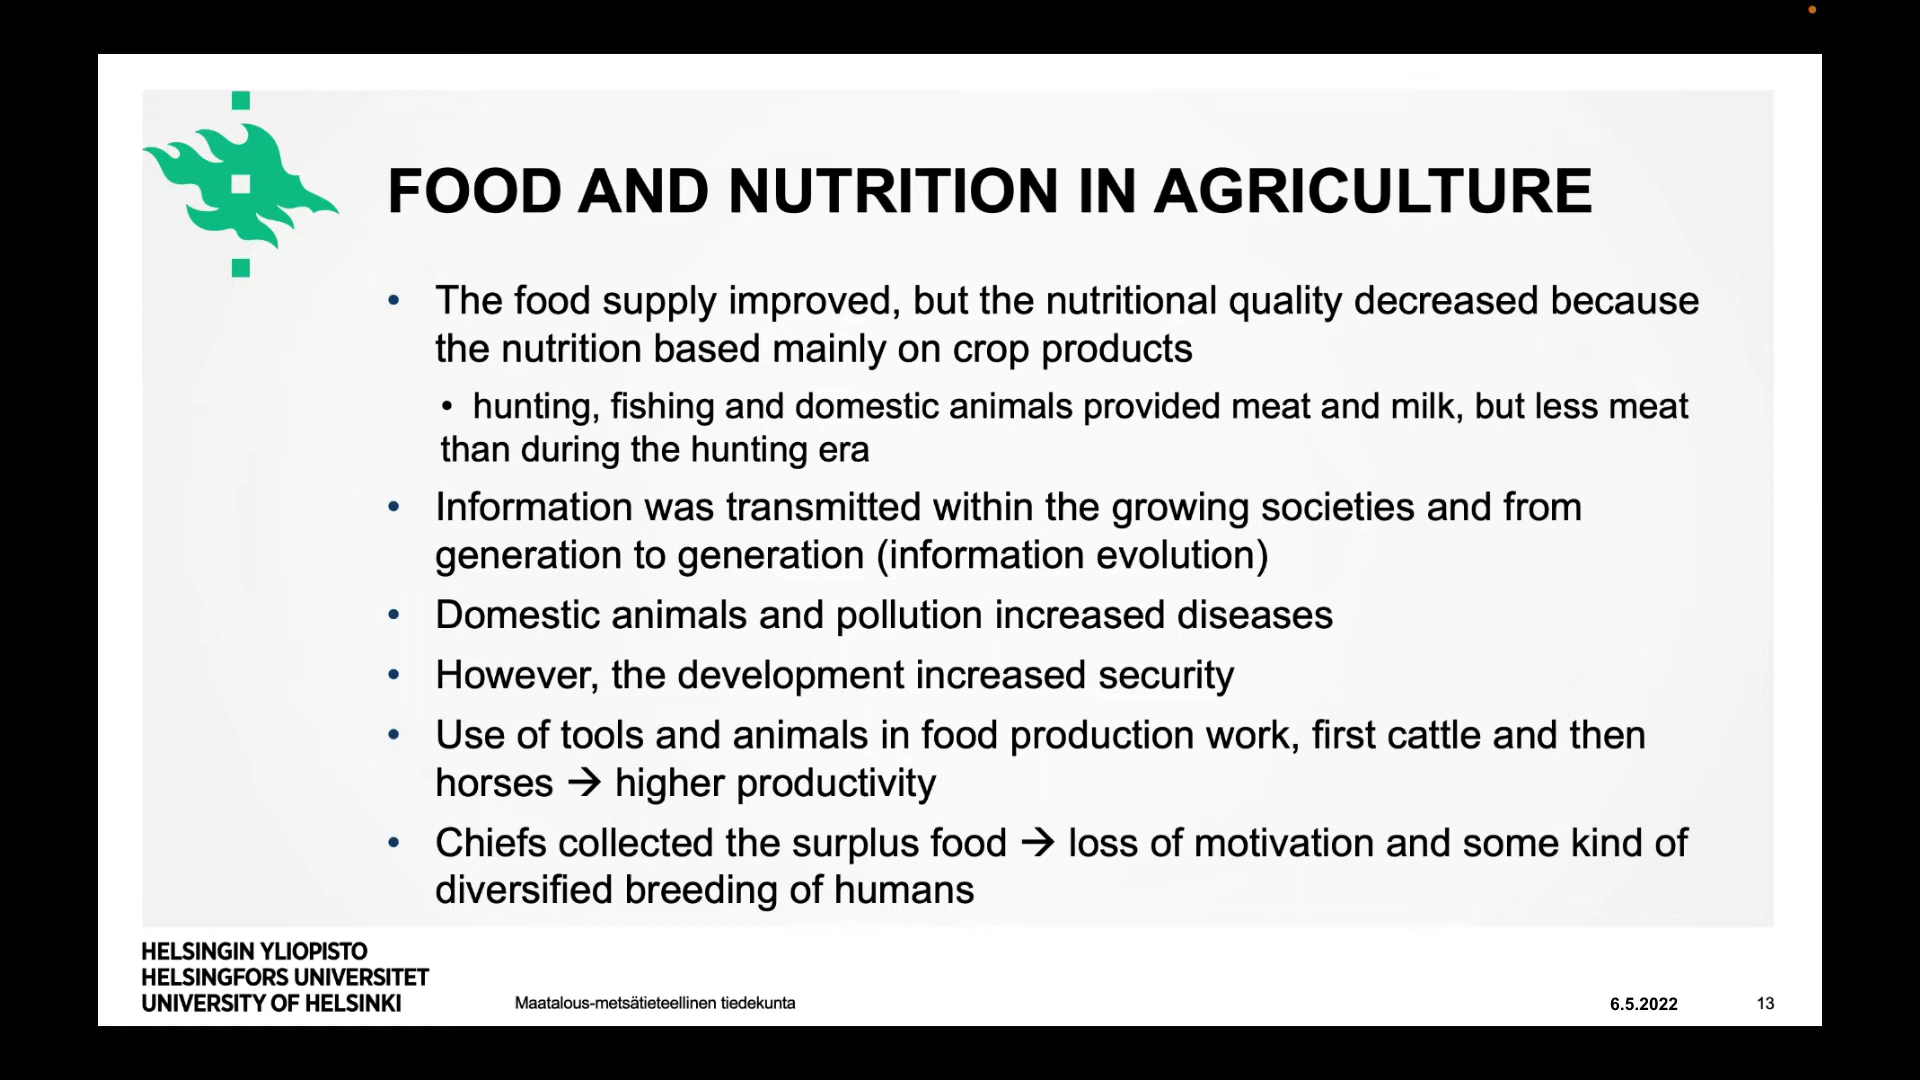 FOOD AND NUTRITION IN AGRICULTURE
• The food supply improved, but the nutritional quality decreased because
the nutrition based mainly on crop products
• hunting, fishing and domestic animals provided meat and milk, but less meat
than during the hunting era
• Information was transmitted within the growing societies and from
generation to generation (information evolution)
• Domestic animals and pollution increased diseases
• However, the development increased security
• Use of tools and animals in food production work, first cattle and then
horses → higher productivity
• Chiefs collected the surplus food → loss of motivation and some kind of
diversified breeding of humans
HELSINGIN YLIOPISTO
HELSINGFORS UNIVERSITET
UNIVERSITY OF HELSINKI
Maatalous-metsätieteellinen tiedekunta
6.5.2022
13